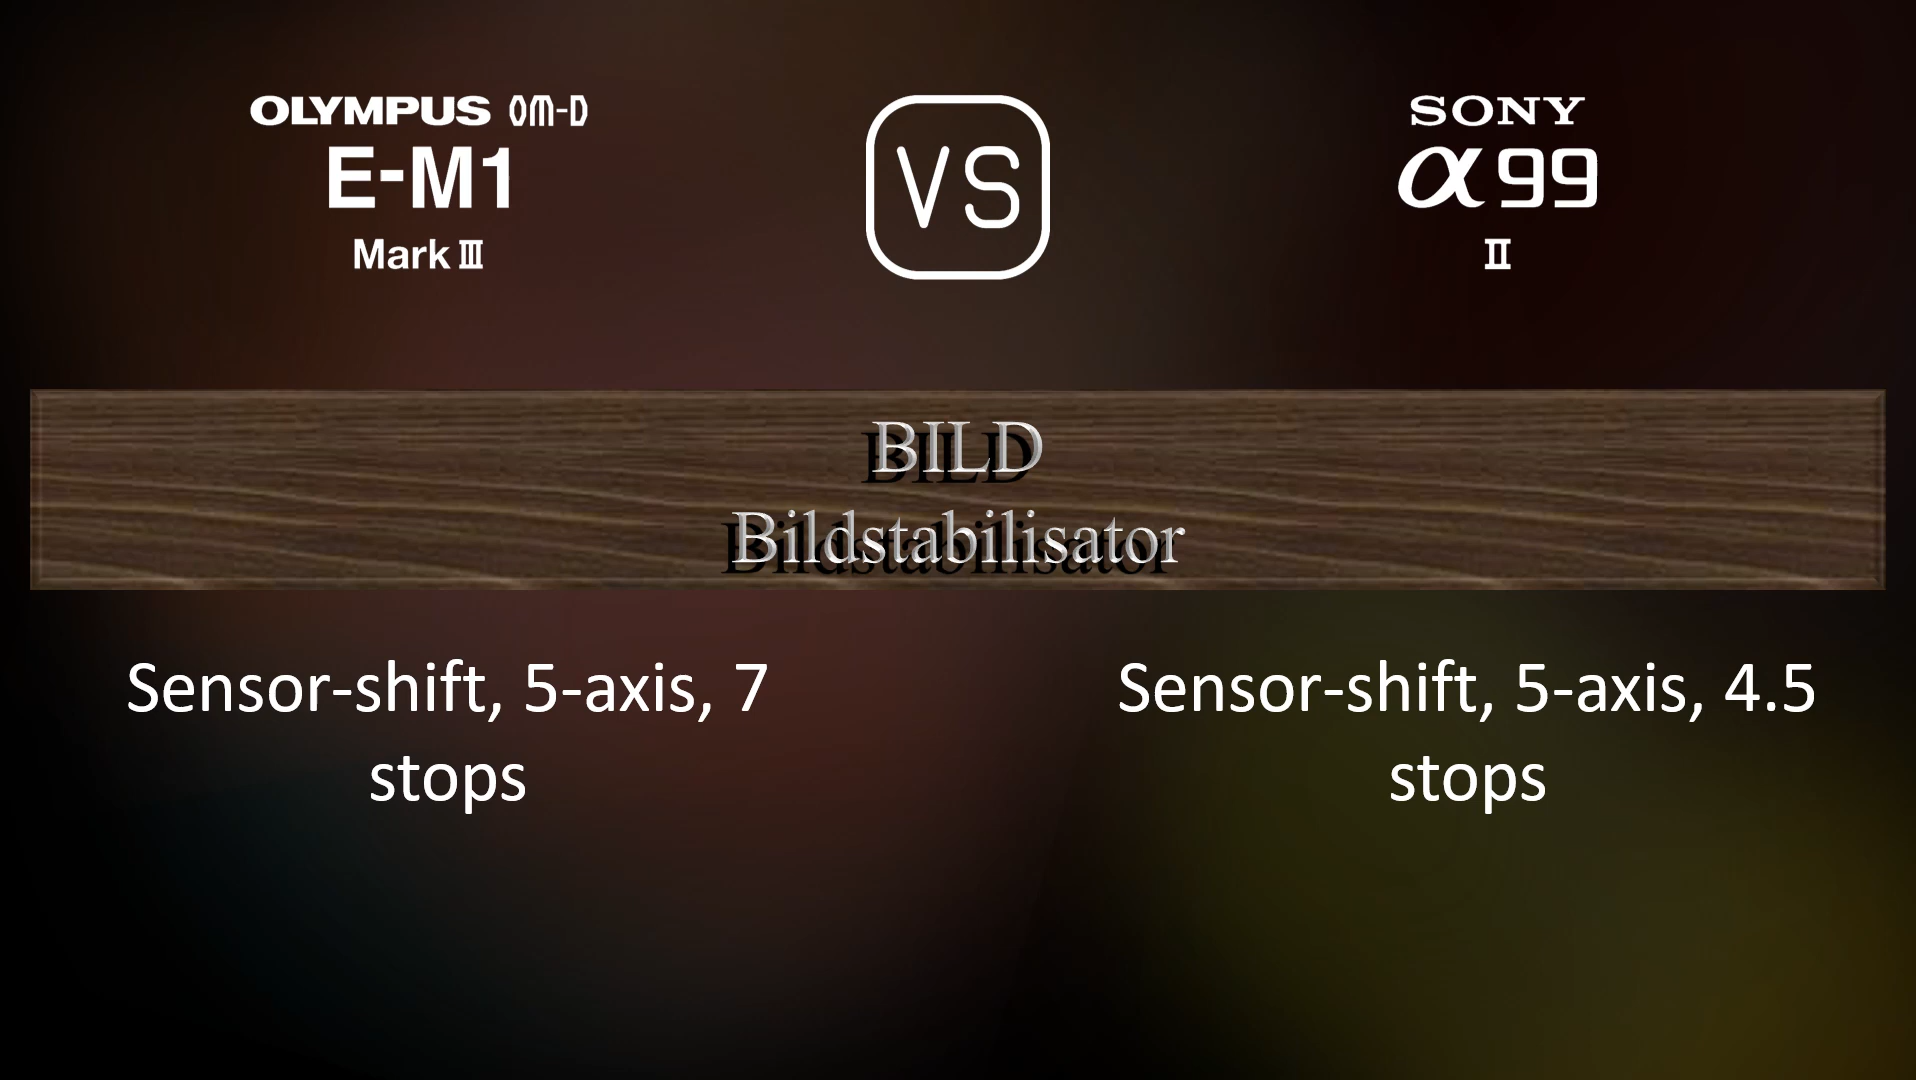 OLYMPUS OM-D
E-M1
Mark III
VS
SONY
α99
II
BILD
Bildstabilisator
Sensor-shift, 5-axis, 7
stops
Sensor-shift, 5-axis, 4.5
stops